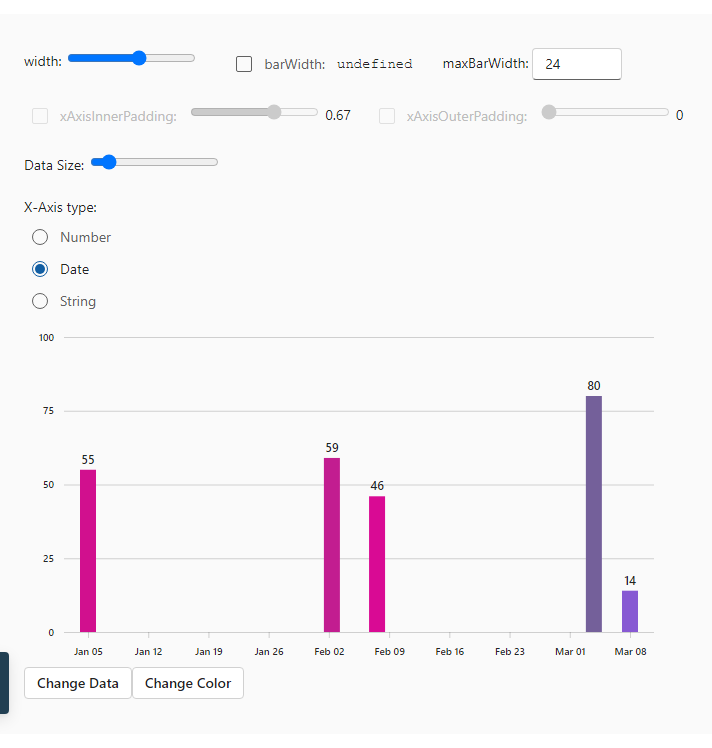 width: barWidth: undefined maxBarWidth: 24
xAxisInnerPadding: 0.67 xAxisOuterPadding: 0
Data Size:
X-Axis type:
Number
Date
String
100
80
75
59
55
50
46
25
14
0
Jan 05 Jan 12 Jan 19 Jan 26 Feb 02 Feb 09 Feb 16 Feb 23 Mar 01 Mar 08
Change Data Change Color